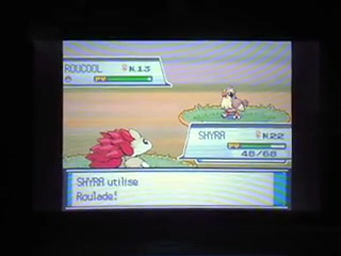 ROUCOOL ♀N.13
PV
SHYRA ♀N.22
PV
48/68
SHYRA utilise
Roulade!